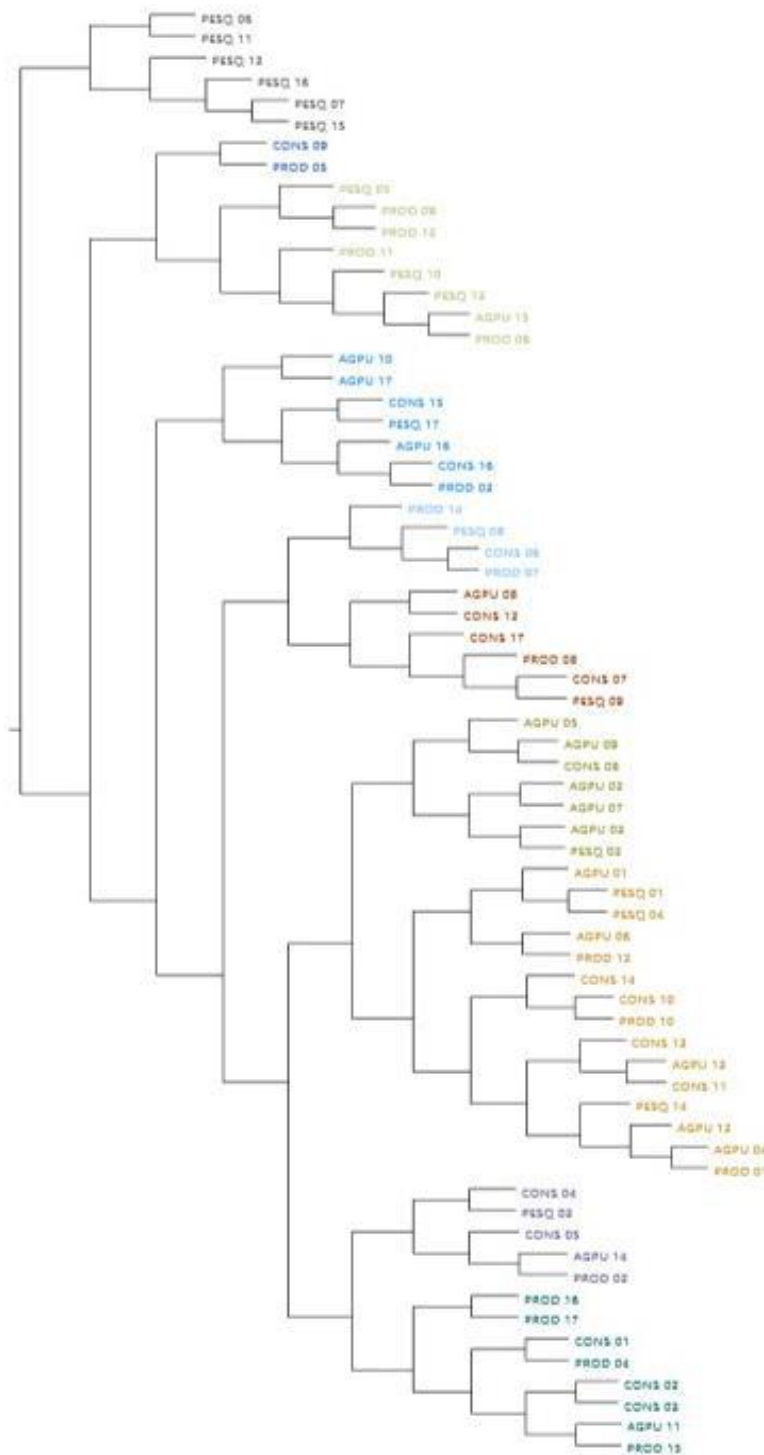 PESQ 06
PESQ 11
PESQ 12
PESQ 16
PESQ 07
PESQ 15
CONS 09
PROD 05
PESQ 05
PROD 09
PROD 12
PROD 11
PESQ 10
PESQ 13
AGPU 15
PROD 06
AGPU 10
AGPU 17
CONS 15
PESQ 17
AGPU 16
CONS 16
PROD 03
PROD 14
PESQ 08
CONS 06
PROD 07
AGPU 08
CONS 12
CONS 17
PROD 08
CONS 07
PESQ 09
AGPU 05
AGPU 09
CONS 08
AGPU 02
AGPU 07
AGPU 03
PESQ 02
AGPU 01
PESQ 01
PESQ 04
AGPU 06
PROD 13
CONS 14
CONS 10
PROD 10
CONS 13
AGPU 13
CONS 11
PESQ 14
AGPU 12
AGPU 04
PROD 01
CONS 04
PESQ 03
CONS 05
AGPU 14
PROD 02
PROD 16
PROD 17
CONS 01
PROD 04
CONS 02
CONS 03
AGPU 11
PROD 15